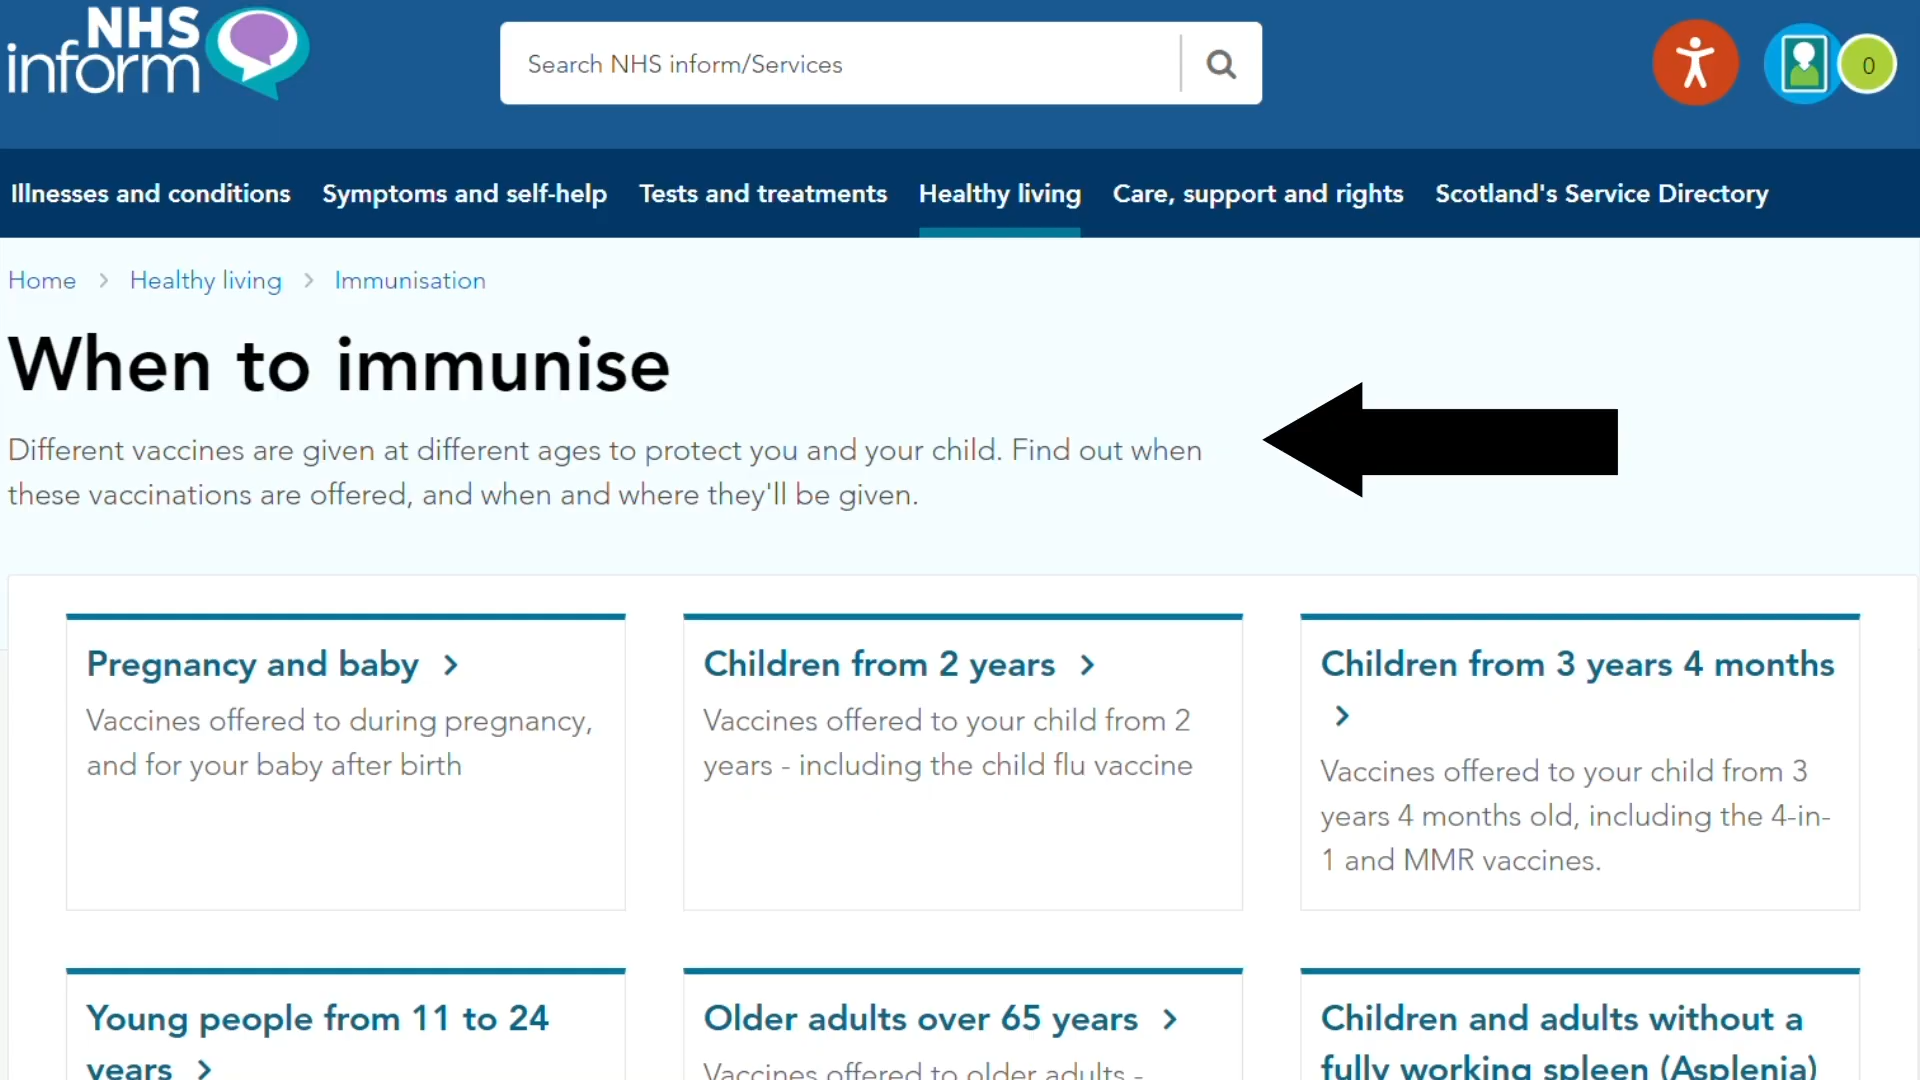 NHS
inform
Search NHS inform/Services
0
Illnesses and conditions Symptoms and self-help Tests and treatments Healthy living Care, support and rights Scotland's Service Directory
Home > Healthy living > Immunisation
When to immunise
Different vaccines are given at different ages to protect you and your child. Find out when
these vaccinations are offered, and when and where they'll be given.
Pregnancy and baby >
Vaccines offered to during pregnancy,
and for your baby after birth
Children from 2 years >
Vaccines offered to your child from 2
years - including the child flu vaccine
Children from 3 years 4 months
>
Vaccines offered to your child from 3
years 4 months old, including the 4-in-
1 and MMR vaccines.
Young people from 11 to 24
years >
Older adults over 65 years >
Vaccines offered to older adults -
Children and adults without a
fully working spleen (Asplenia)